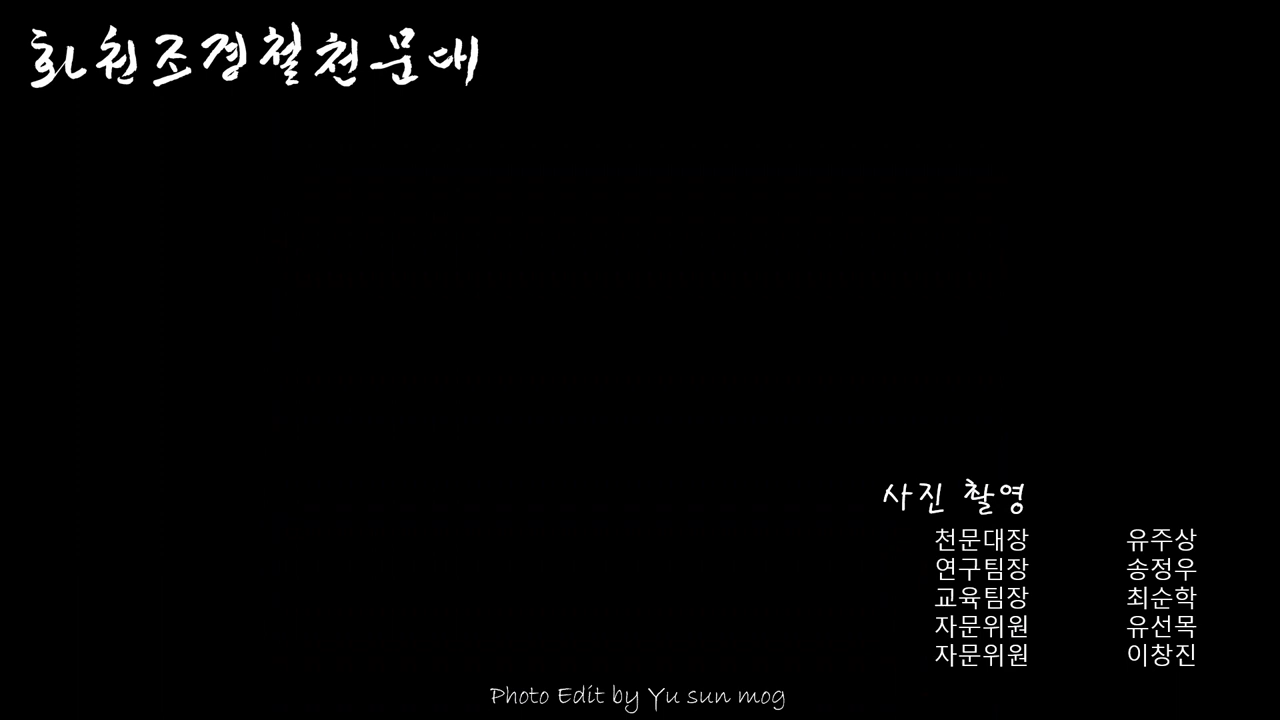 화천조경철천문대
사진 촬영
천문대장 유주상
연구팀장 송정우
교육팀장 최순학
자문위원 유선목
자문위원 이창진
Photo Edit by Yu sun mog